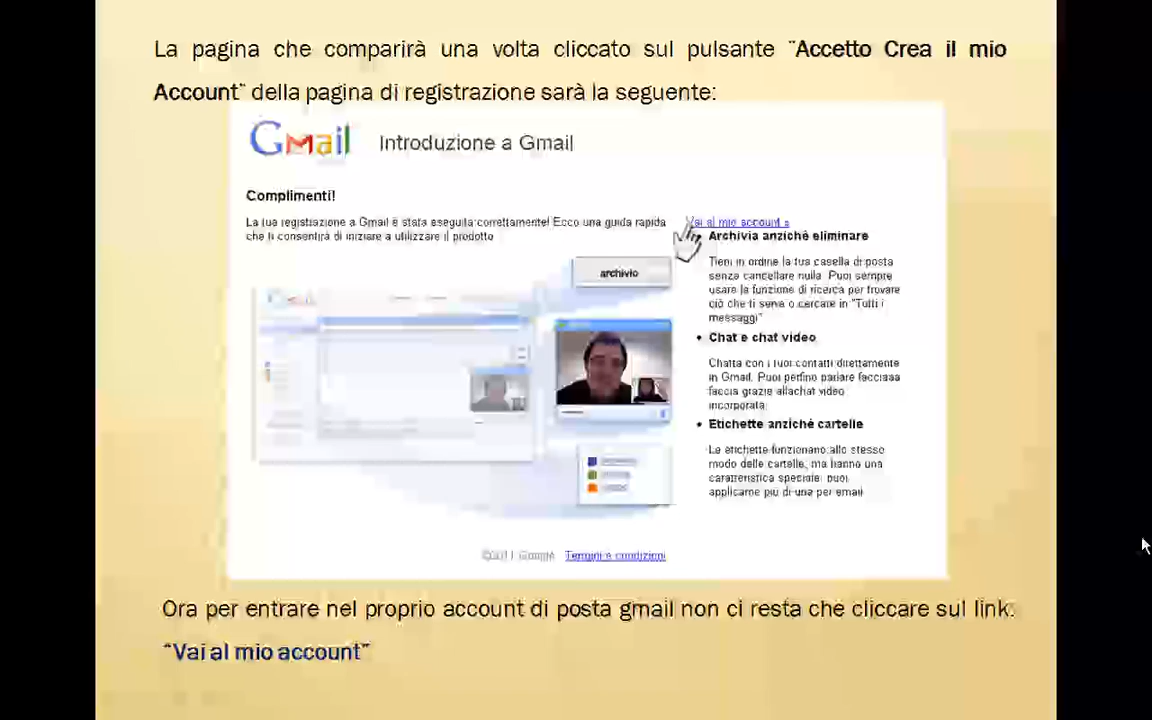 La pagina che comparirà una volta cliccato sul pulsante "Accetto Crea il mio
Account" della pagina di registrazione sarà la seguente:
Gmail Introduzione a Gmail
Complimenti!
La tua registrazione a Gmail è stata eseguita correttamente! Ecco una guida rapida
che ti consentirà di iniziare a utilizzare il prodotto
Vai al mio account »
archivio
• Archivia anziché eliminare
Tieni in ordine la tua casella di posta
senza cancellare nulla. Puoi sempre
usare la funzione di ricerca per trovare
ciò che ti serve o cercare in "Tutti i
messaggi"
• Chat e chat video
Chatta con i tuoi contatti direttamente
in Gmail. Puoi perfino parlare faccia a
faccia grazie alla chat video
incorporata.
• Etichette anziché cartelle
Le etichette funzionano allo stesso
modo delle cartelle, ma hanno una
caratteristica speciale: puoi
applicarne più di una per email
©2011 Google Termini e condizioni
Ora per entrare nel proprio account di posta gmail non ci resta che cliccare sul link:
"Vai al mio account"